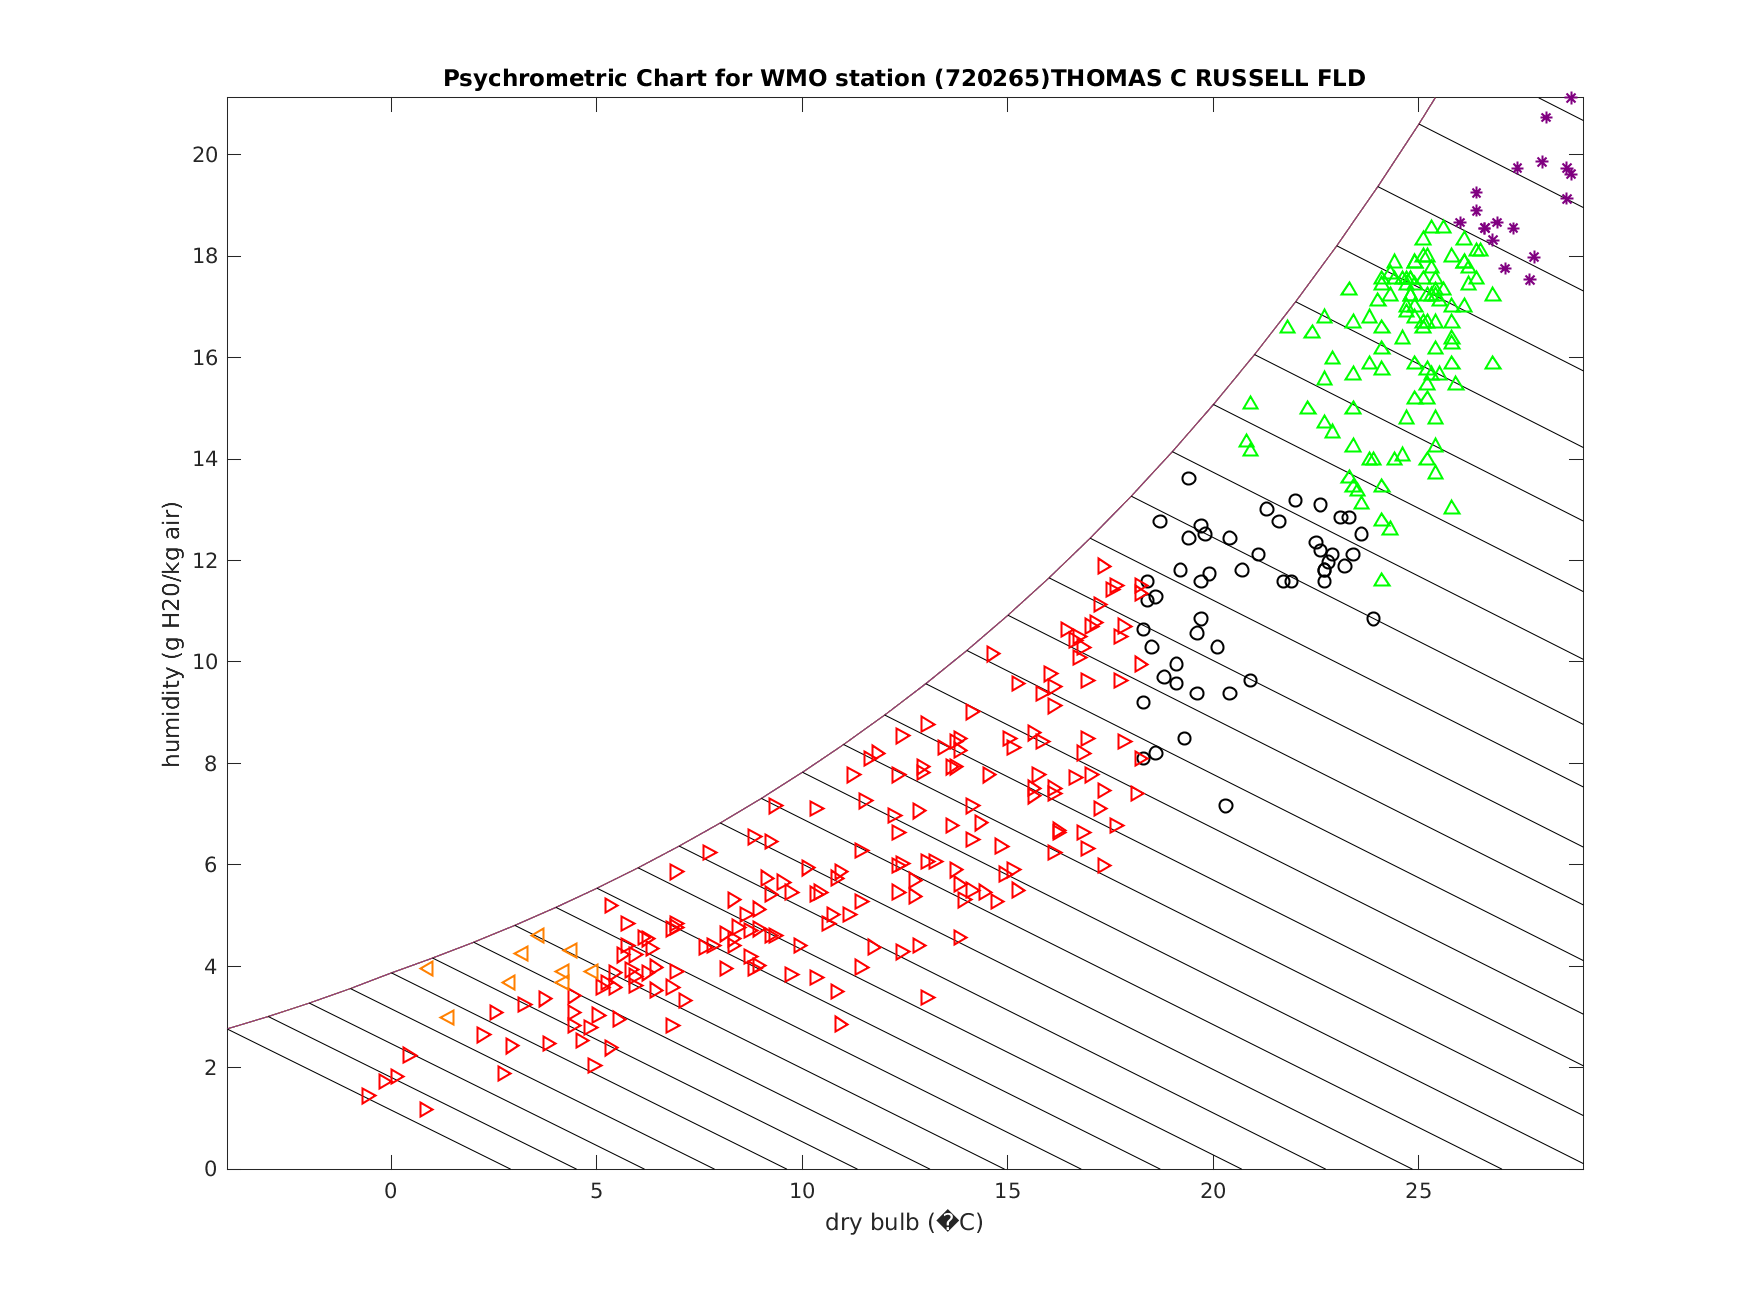 Psychrometric Chart for WMO station (720265)THOMAS C RUSSELL FLD
humidity (g H20/kg air)
20
18
16
14
12
10
8
6
4
2
0
0 5 10 15 20 25
dry bulb (�C)